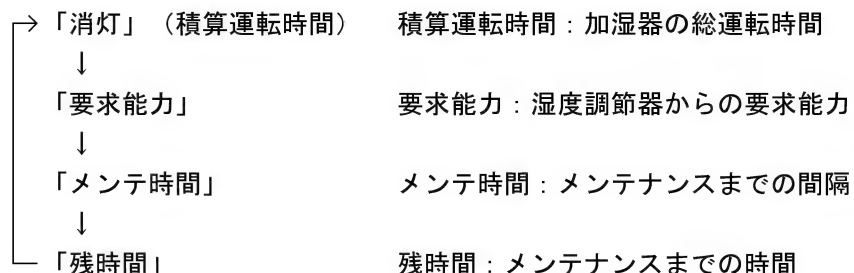 「消灯」（積算運転時間） 積算運転時間：加湿器の総運転時間
↓
「要求能力」 要求能力：湿度調節器からの要求能力
↓
「メンテ時間」 メンテ時間：メンテナンスまでの間隔
↓
「残時間」 残時間：メンテナンスまでの時間